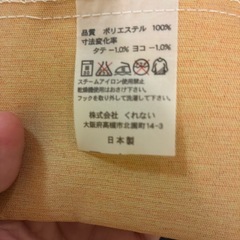 品質 ポリエステル 100%
寸法変化率
タテ －1.0% ヨコ －1.0%
スチームアイロン使用禁止
乾燥機使用はおさけ下さい。
フックを取り外して洗濯して下さい。
株式会社 くれない
大阪府高槻市北園町14-3
日本製